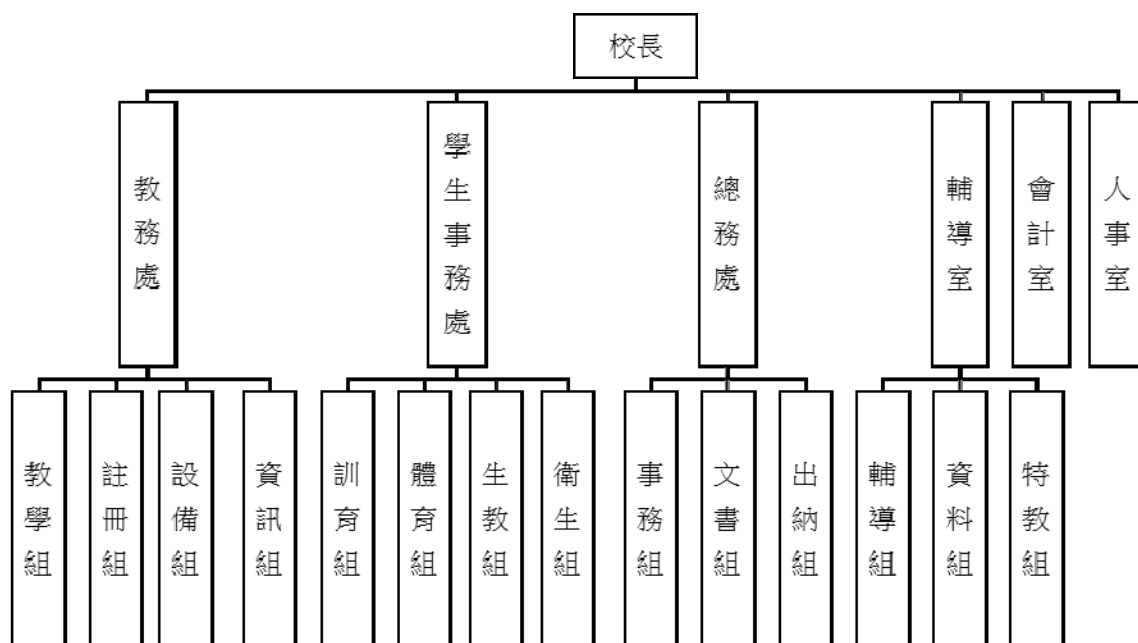 校長
教務處
學生事務處
總務處
輔導室
會計室
人事室
教學組
註冊組
設備組
資訊組
訓育組
體育組
生教組
衛生組
事務組
文書組
出納組
輔導組
資料組
特教組